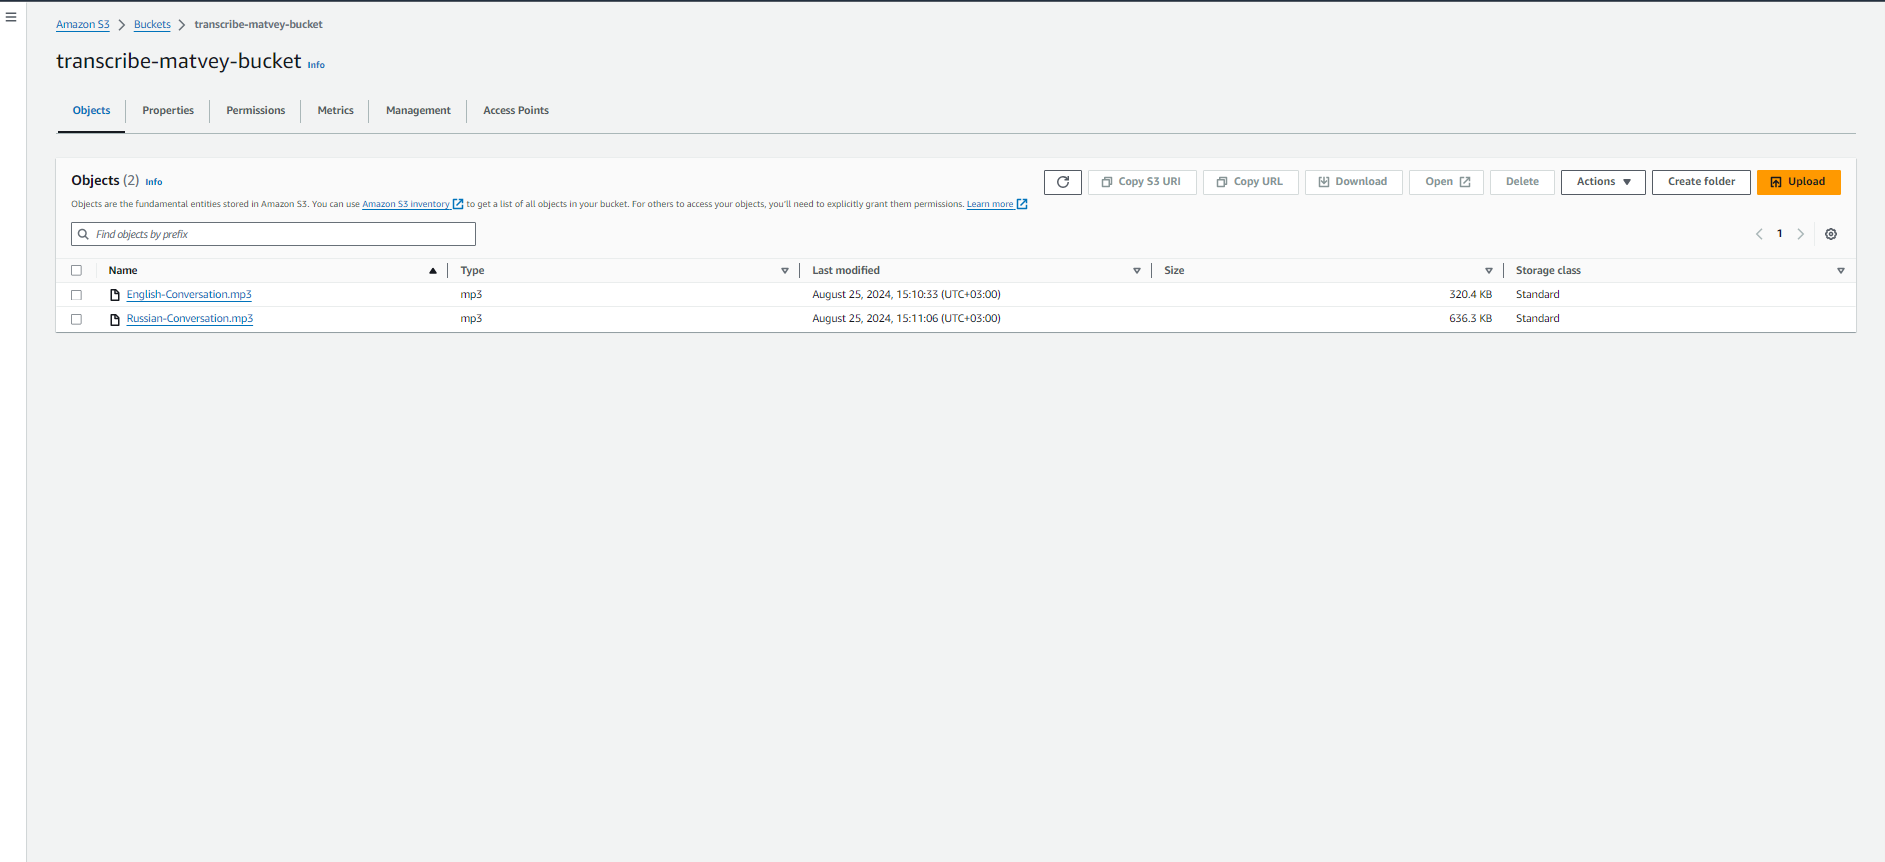 Amazon S3 > Buckets > transcribe-matvey-bucket
transcribe-matvey-bucket Info
Objects Properties Permissions Metrics Management Access Points
Objects (2) Info
Copy S3 URI Copy URL Download Open Delete Actions Create folder Upload
Objects are the fundamental entities stored in Amazon S3. You can use Amazon S3 inventory to get a list of all objects in your bucket. For others to access your objects, you'll need to explicitly grant them permissions. Learn more
Find objects by prefix
1
Name Type Last modified Size Storage class
English-Conversation.mp3 mp3 August 25, 2024, 15:10:33 (UTC+03:00) 320.4 KB Standard
Russian-Conversation.mp3 mp3 August 25, 2024, 15:11:06 (UTC+03:00) 636.3 KB Standard